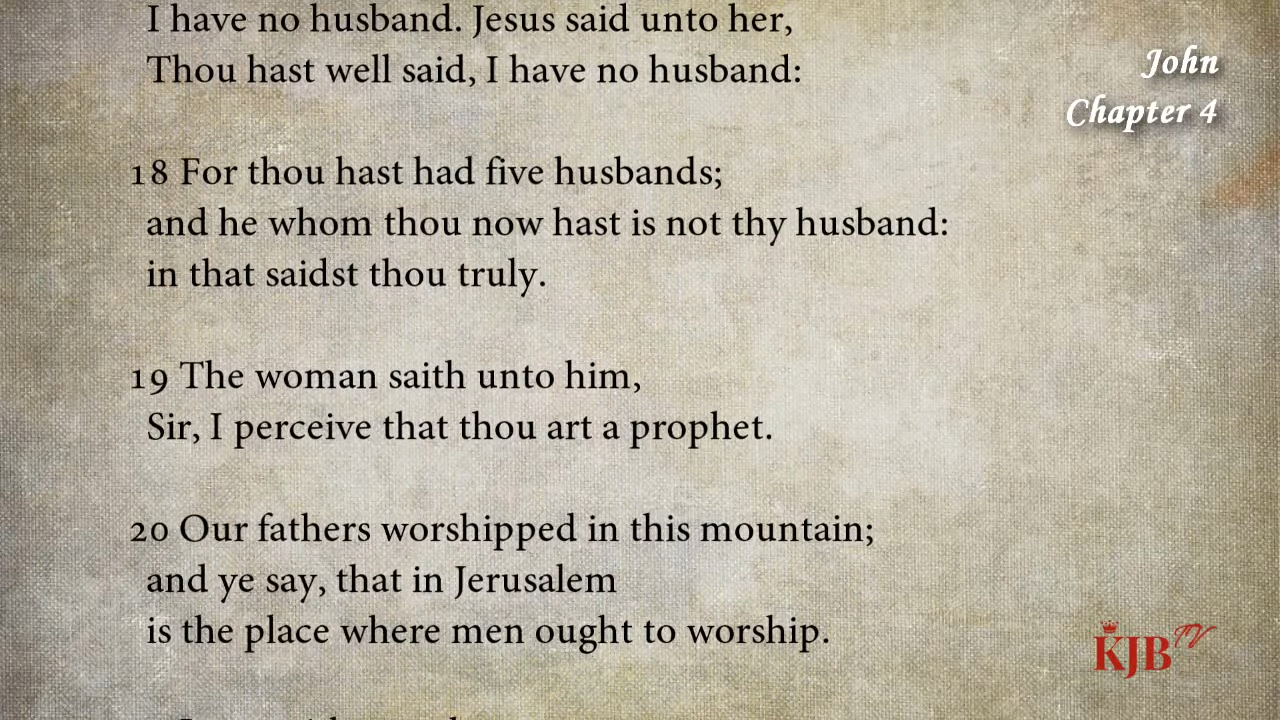 I have no husband. Jesus said unto her,
Thou hast well said, I have no husband:
John
Chapter 4
18 For thou hast had five husbands;
and he whom thou now hast is not thy husband:
in that saidst thou truly.
19 The woman saith unto him,
Sir, I perceive that thou art a prophet.
20 Our fathers worshipped in this mountain;
and ye say, that in Jerusalem
is the place where men ought to worship.
KJB TV